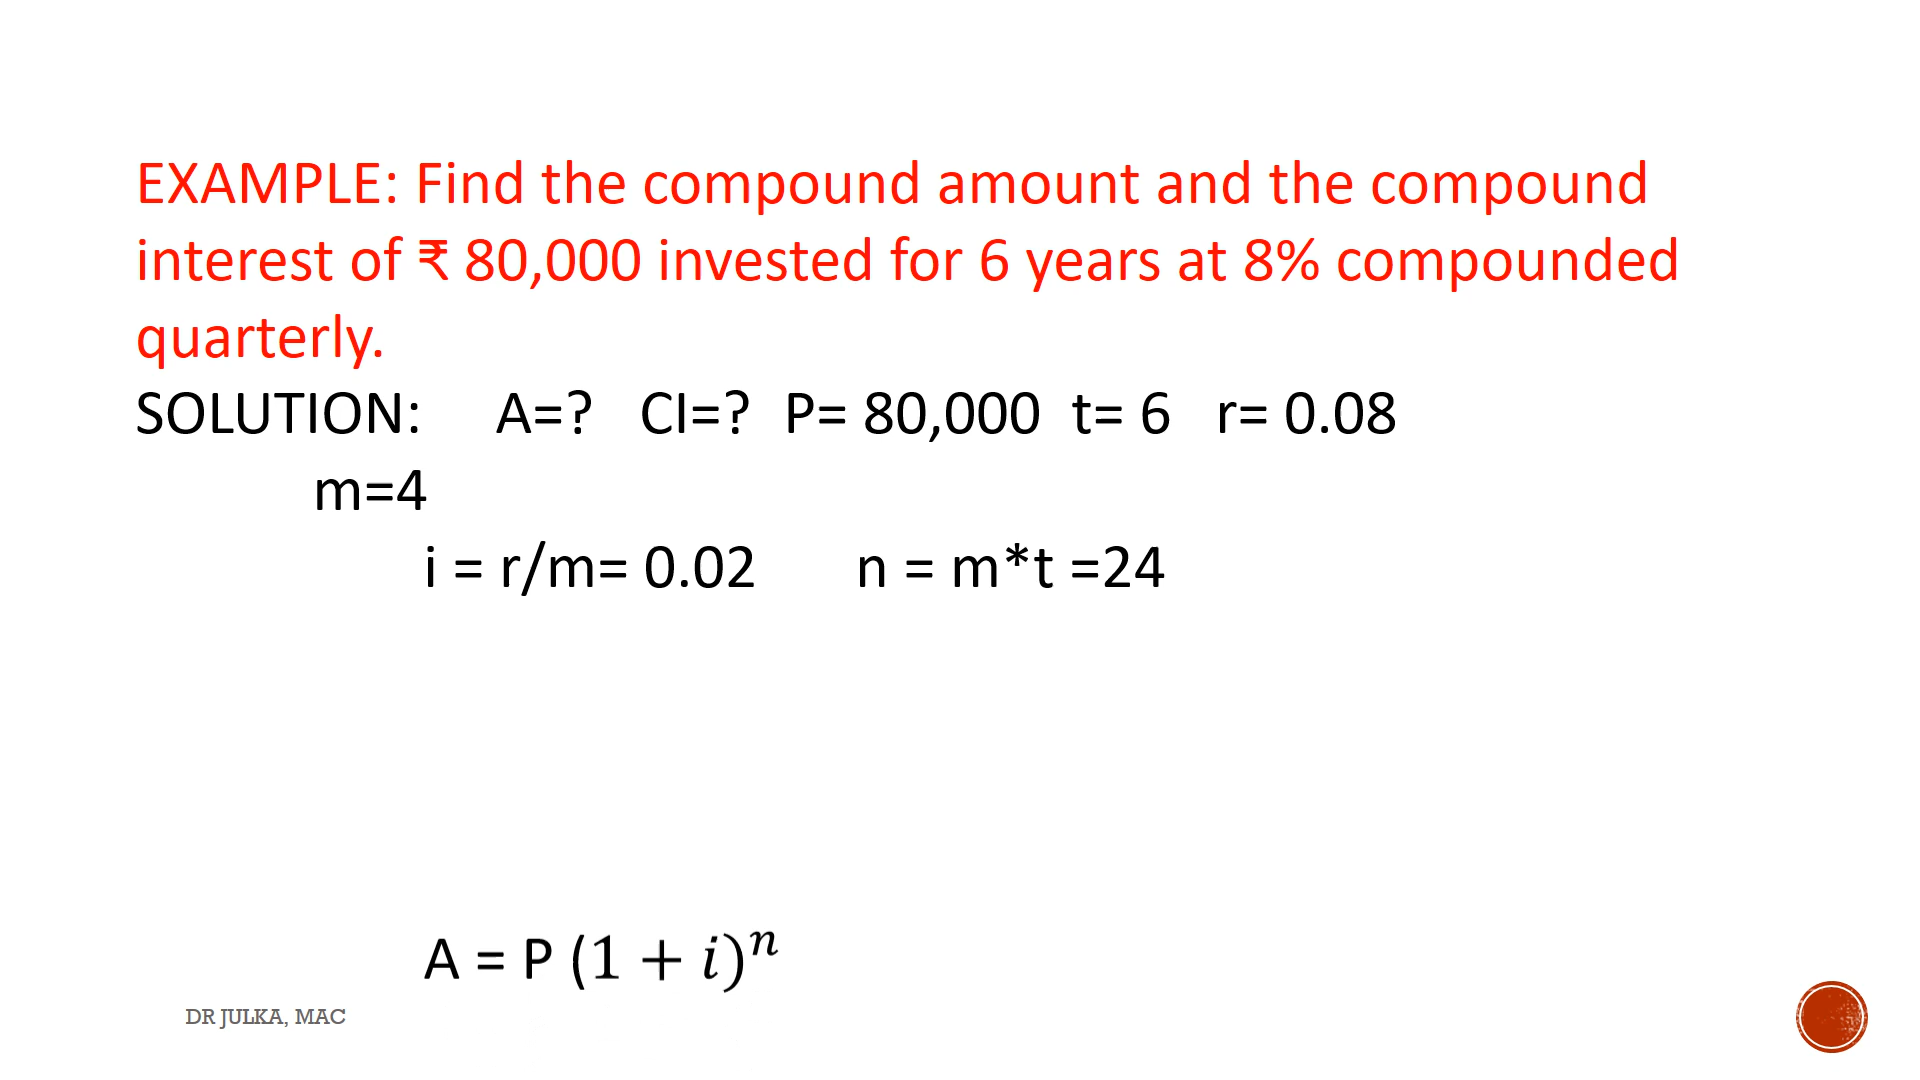 EXAMPLE: Find the compound amount and the compound
interest of ₹ 80,000 invested for 6 years at 8% compounded
quarterly.
SOLUTION: A=? CI=? P= 80,000 t= 6 r= 0.08
m=4
i = r/m= 0.02 n = m*t =24
A = P (1 + i)ⁿ
DR JULKA, MAC